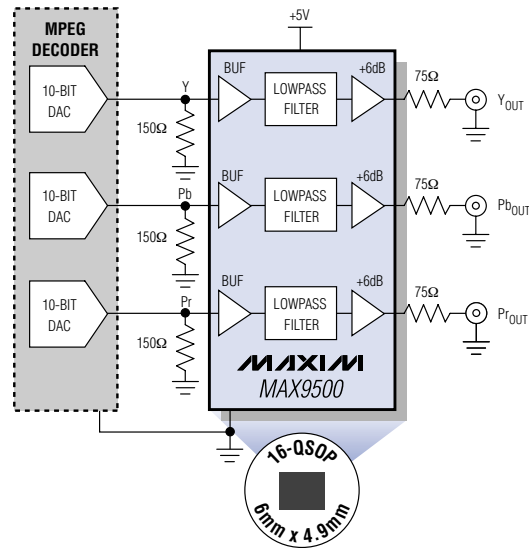 +5V
MPEG
DECODER
10-BIT
DAC
Y
150Ω
BUF
LOWPASS
FILTER
+6dB
75Ω
YOUT
10-BIT
DAC
Pb
150Ω
BUF
LOWPASS
FILTER
+6dB
75Ω
PbOUT
10-BIT
DAC
Pr
150Ω
BUF
LOWPASS
FILTER
+6dB
75Ω
PrOUT
MAXIM
MAX9500
16-QSOP
6mm x 4.9mm